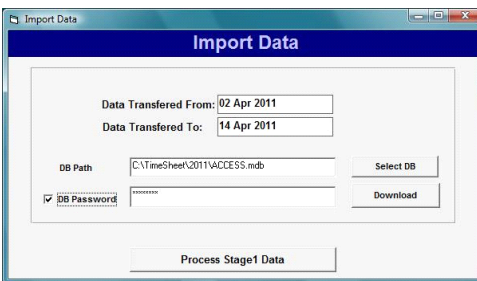 Import Data
Import Data
Data Transfered From: 02 Apr 2011
Data Transfered To: 14 Apr 2011
DB Path C:\TimeSheet\2011\ACCESS.mdb Select DB
DB Password ******** Download
Process Stage1 Data